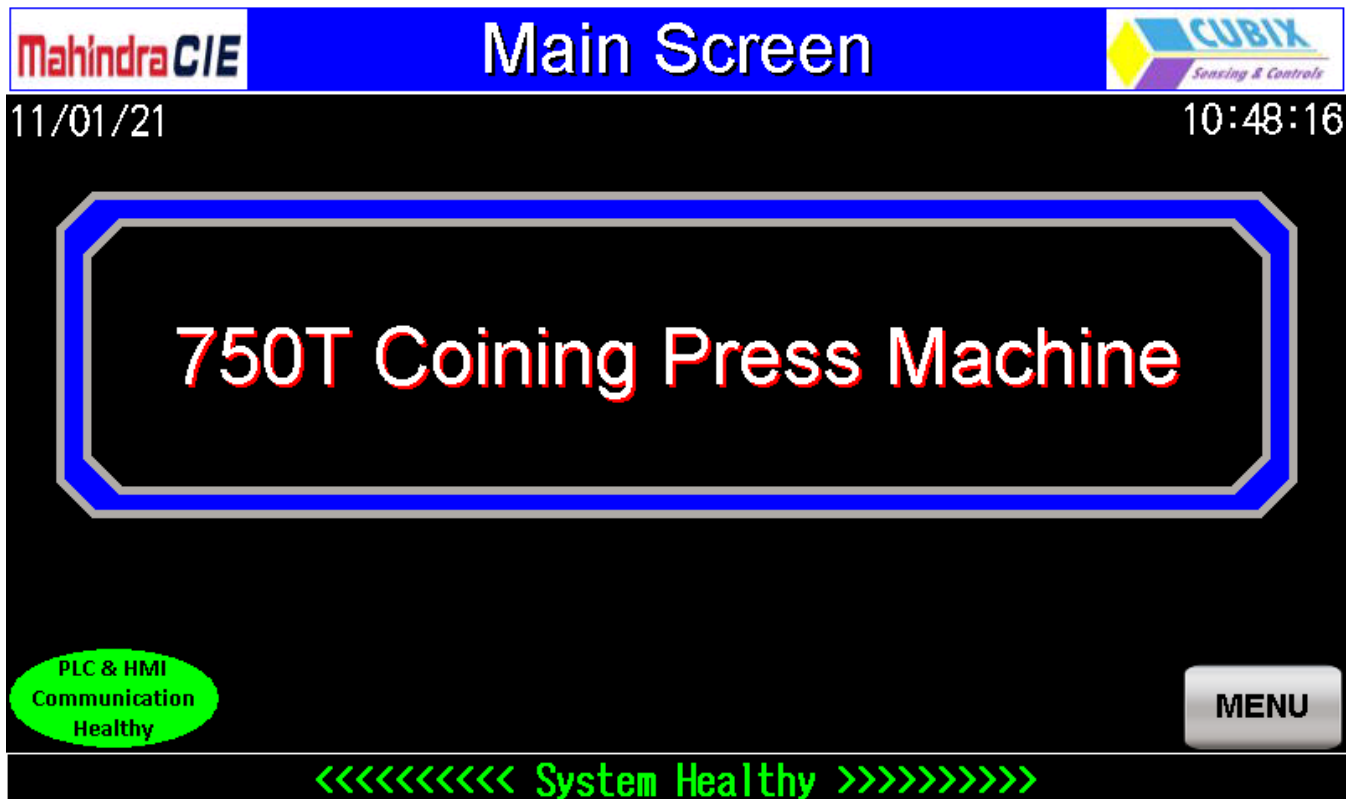 Mahindra CIE
Main Screen
CUBIX
Sensing & Controls
11/01/21
10:48:16
750T Coining Press Machine
PLC & HMI
Communication
Healthy
MENU
<<<<<<<<<< System Healthy >>>>>>>>>>